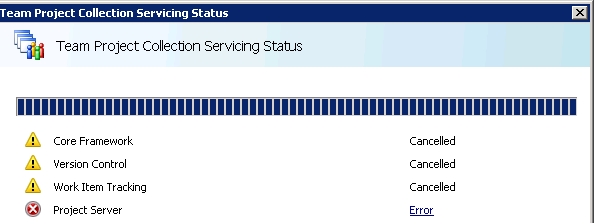 Team Project Collection Servicing Status
Team Project Collection Servicing Status
Core Framework Cancelled
Version Control Cancelled
Work Item Tracking Cancelled
Project Server Error